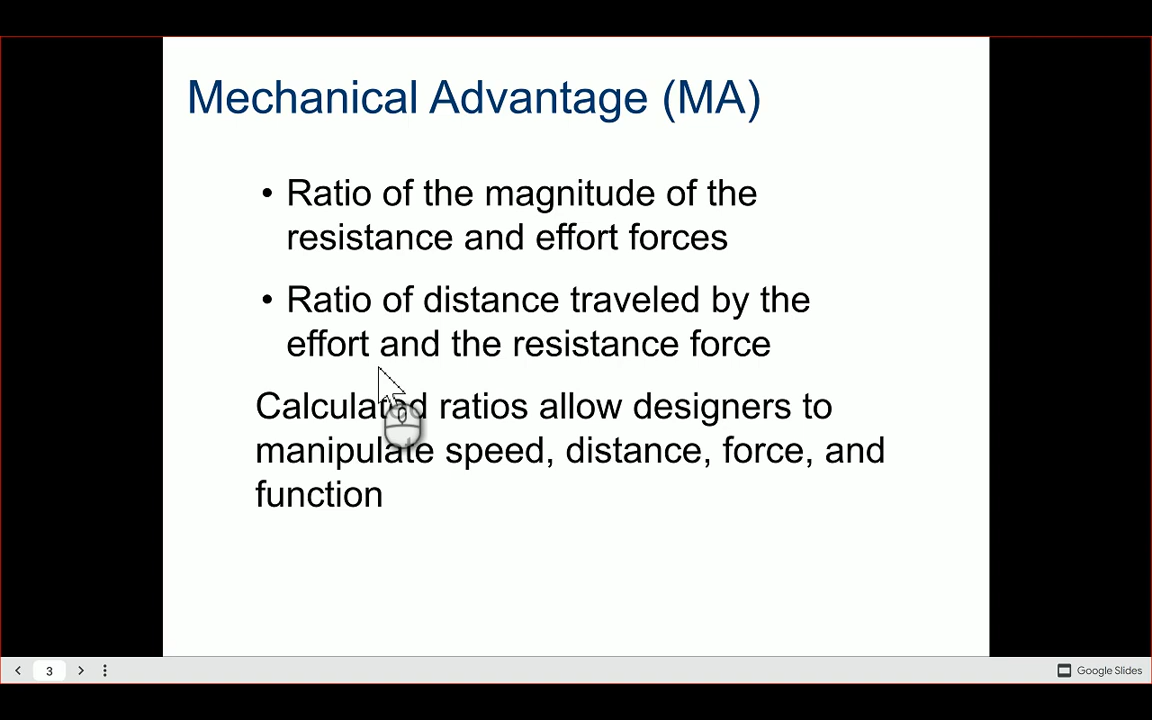 Mechanical Advantage (MA)
• Ratio of the magnitude of the
resistance and effort forces
• Ratio of distance traveled by the
effort and the resistance force
Calculated ratios allow designers to
manipulate speed, distance, force, and
function
3
Google Slides